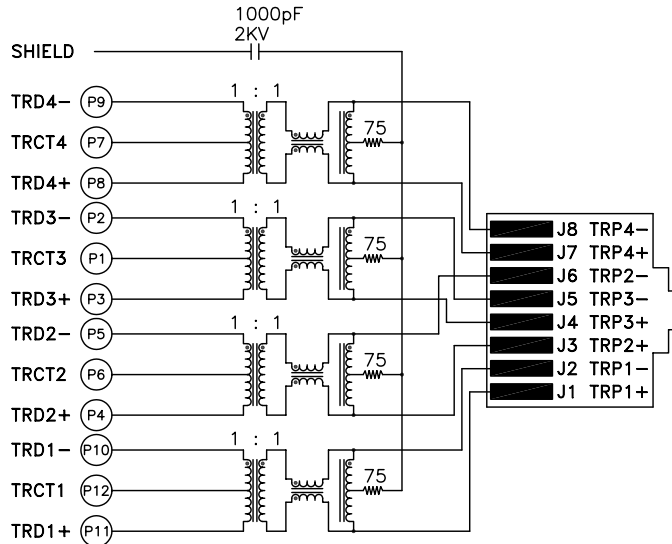 1000pF
2KV
SHIELD
1 : 1
TRD4- P9
75
TRCT4 P7
TRD4+ P8
1 : 1
TRD3- P2
75
TRCT3 P1
TRD3+ P3
1 : 1
TRD2- P5
75
TRCT2 P6
TRD2+ P4
1 : 1
TRD1- P10
75
TRCT1 P12
TRD1+ P11
J8 TRP4-
J7 TRP4+
J6 TRP2-
J5 TRP3-
J4 TRP3+
J3 TRP2+
J2 TRP1-
J1 TRP1+